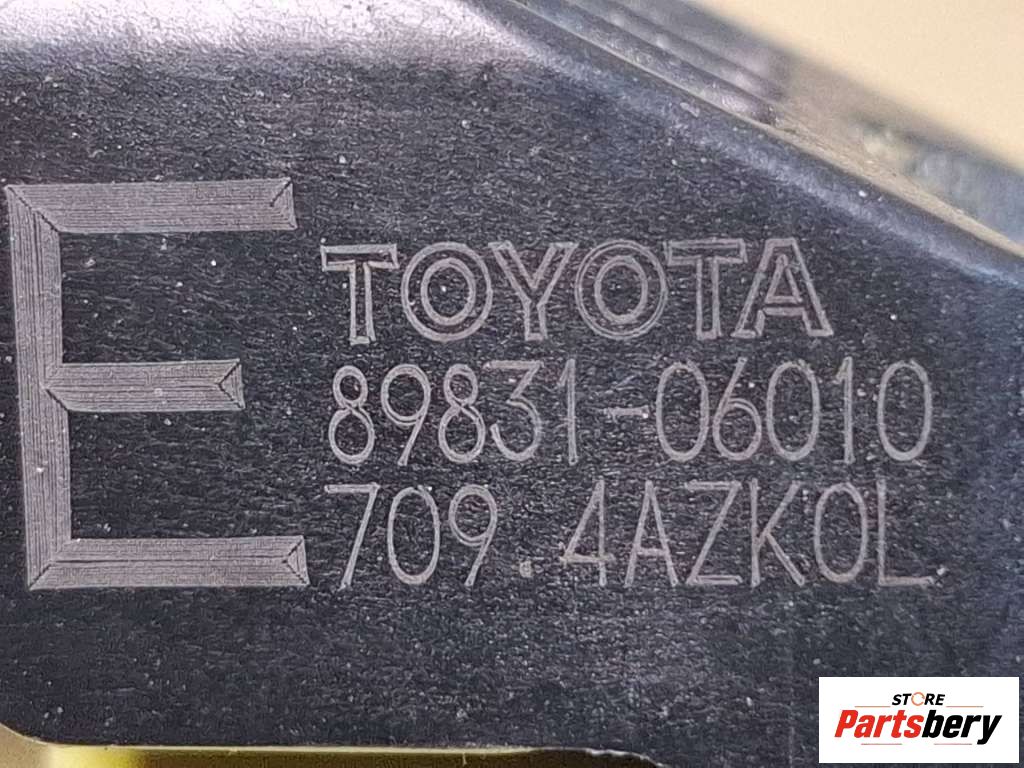 E
TOYOTA
89831-06010
709.4AZK0L
STORE
Partsbery